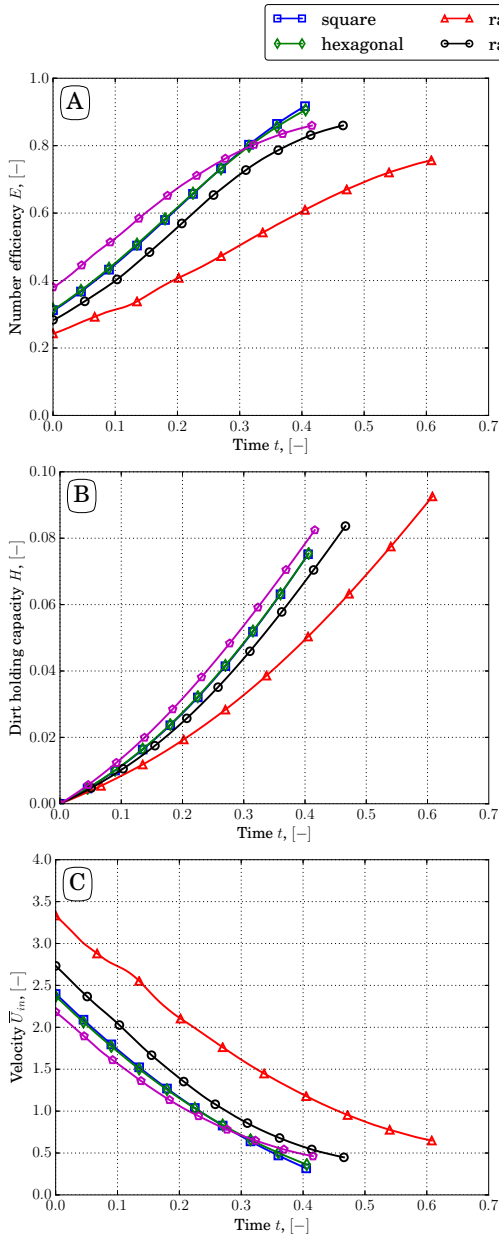 square ra
hexagonal ra
A
1.0
0.8
0.6
0.4
0.2
0.0
Number efficiency E, [−]
0.0 0.1 0.2 0.3 0.4 0.5 0.6 0.7
Time t, [−]
B
0.10
0.08
0.06
0.04
0.02
0.00
Dirt holding capacity H, [−]
0.0 0.1 0.2 0.3 0.4 0.5 0.6 0.7
Time t, [−]
C
4.0
3.5
3.0
2.5
2.0
1.5
1.0
0.5
0.0
Velocity U̅in, [−]
0.0 0.1 0.2 0.3 0.4 0.5 0.6 0.7
Time t, [−]